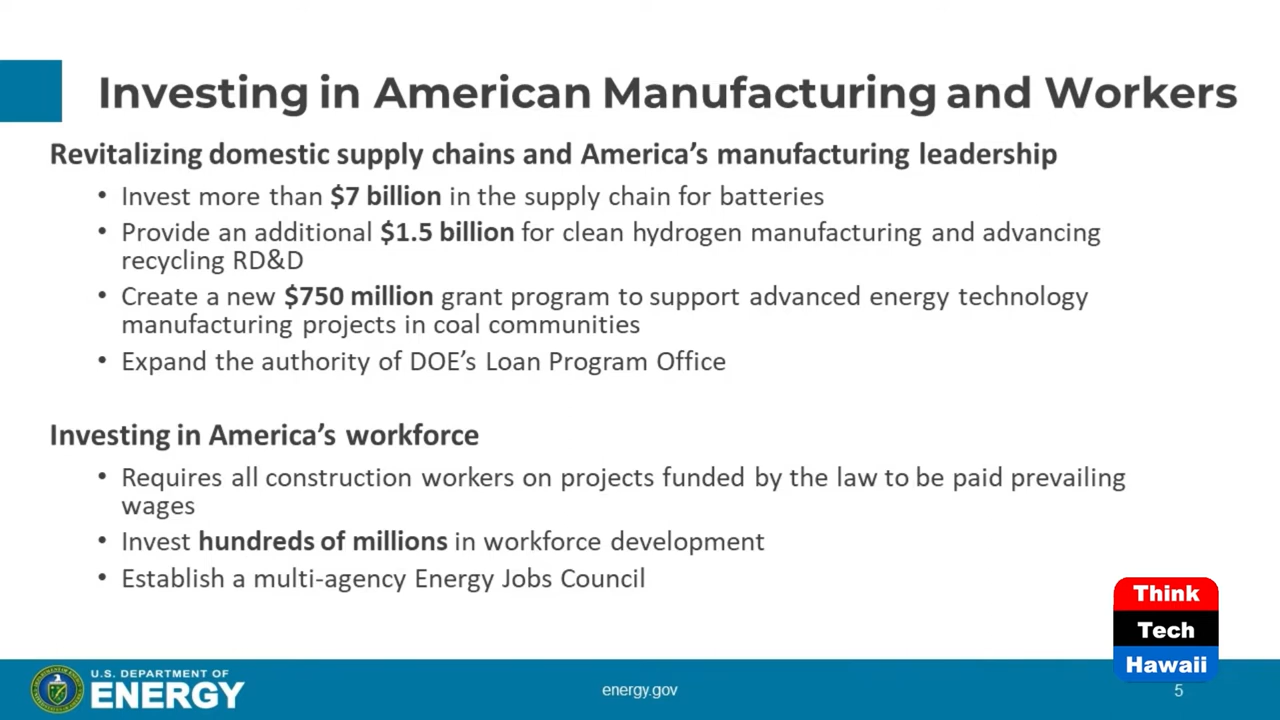 Investing in American Manufacturing and Workers
Revitalizing domestic supply chains and America's manufacturing leadership
• Invest more than $7 billion in the supply chain for batteries
• Provide an additional $1.5 billion for clean hydrogen manufacturing and advancing
recycling RD&D
• Create a new $750 million grant program to support advanced energy technology
manufacturing projects in coal communities
• Expand the authority of DOE's Loan Program Office
Investing in America's workforce
• Requires all construction workers on projects funded by the law to be paid prevailing
wages
• Invest hundreds of millions in workforce development
• Establish a multi-agency Energy Jobs Council
Think
Tech
Hawaii
U.S. DEPARTMENT OF
ENERGY
energy.gov
5